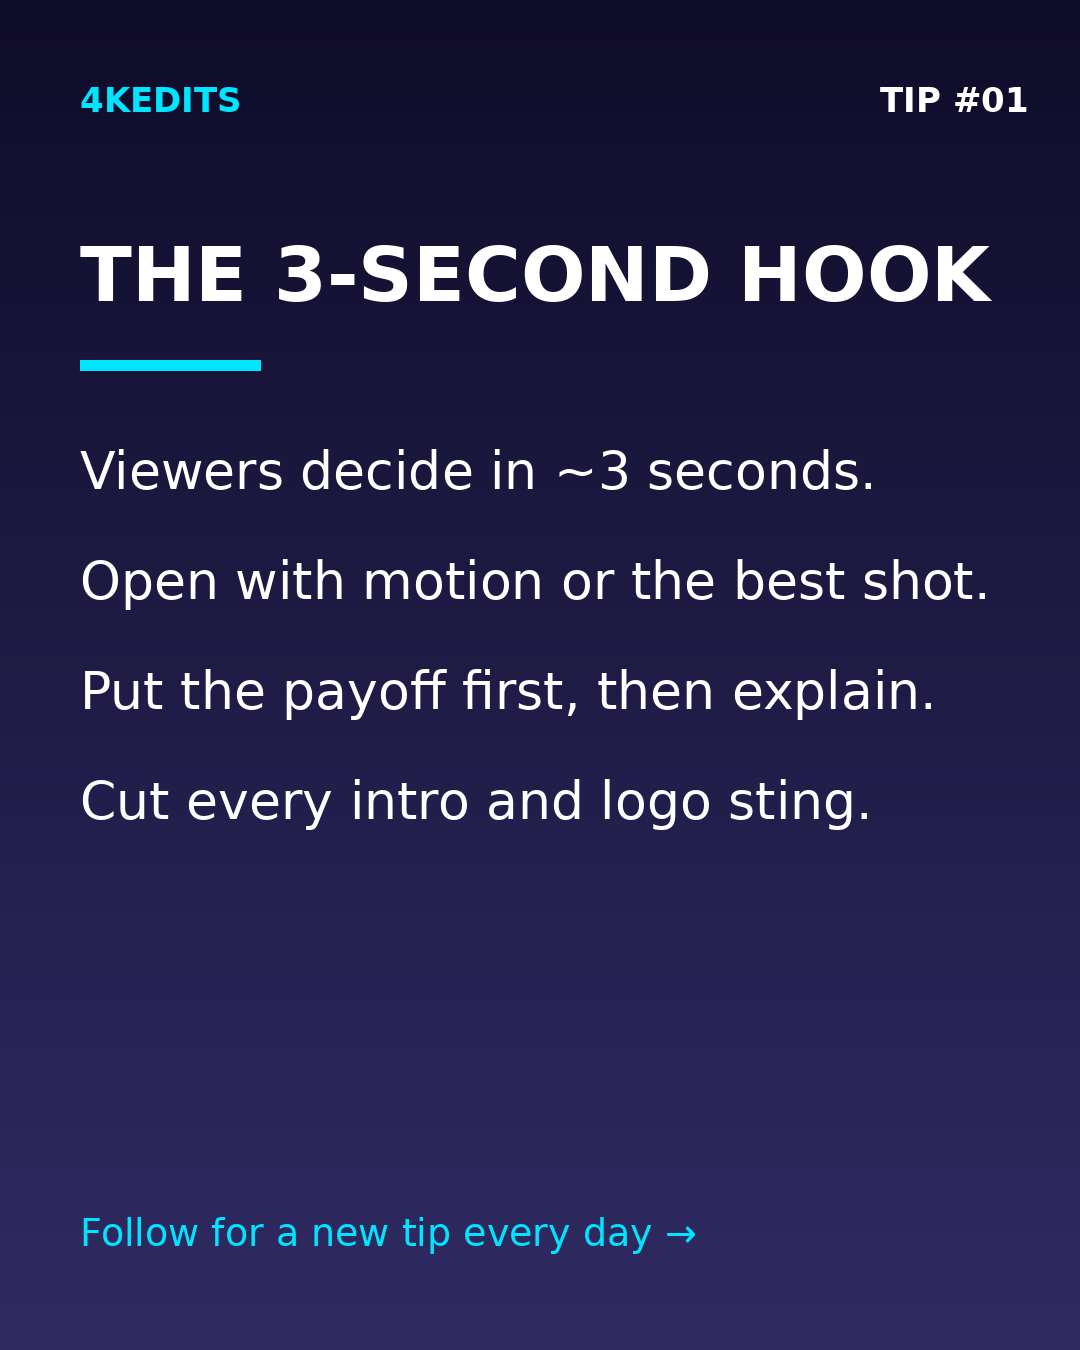 4KEDITS
TIP #01
THE 3-SECOND HOOK
Viewers decide in ~3 seconds.
Open with motion or the best shot.
Put the payoff first, then explain.
Cut every intro and logo sting.
Follow for a new tip every day →